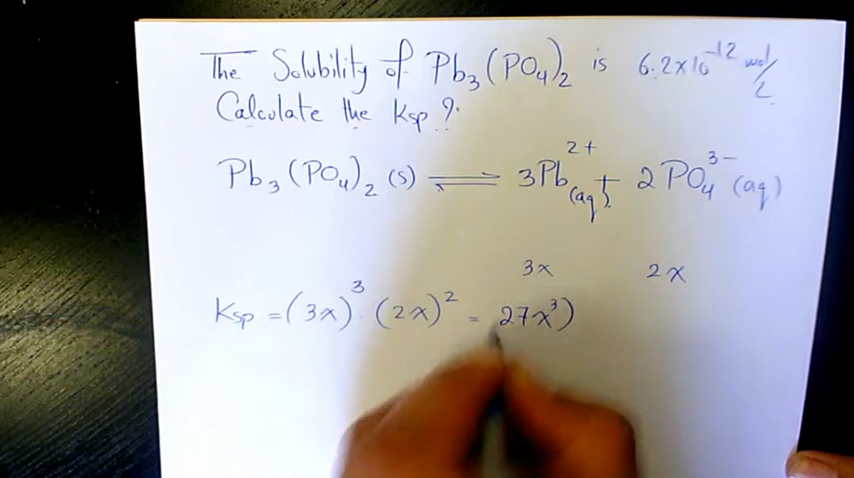 The Solubility of Pb₃(PO₄)₂ is 6.2x10⁻¹² mol/L
Calculate the Ksp?
Pb₃(PO₄)₂(s) ⇌ 3Pb²⁺(aq) + 2PO₄³⁻(aq)
3x 2x
Ksp = (3x)³ · (2x)² = 27x³)